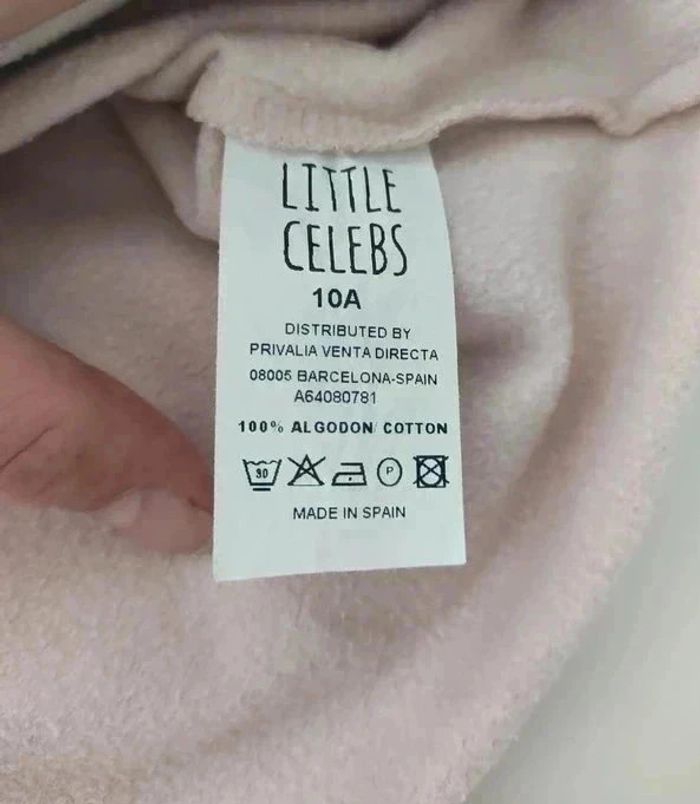 LITTLE
CELEBS
10A
DISTRIBUTED BY
PRIVALIA VENTA DIRECTA
08005 BARCELONA-SPAIN
A64080781
100% ALGODON/ COTTON
30 P
MADE IN SPAIN